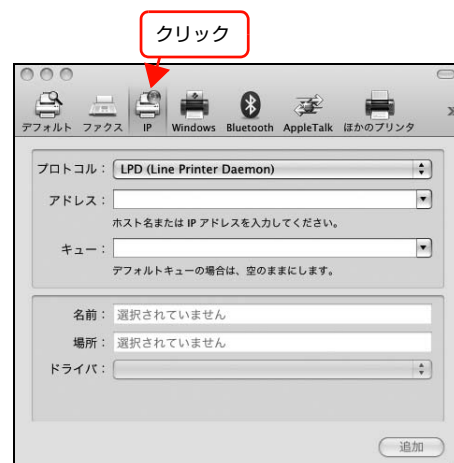 クリック
デフォルト ファクス IP Windows Bluetooth AppleTalk ほかのプリンタ
プロトコル： LPD (Line Printer Daemon)
アドレス：
ホスト名または IP アドレスを入力してください。
キュー：
デフォルトキューの場合は、空のままにします。
名前： 選択されていません
場所： 選択されていません
ドライバ：
追加